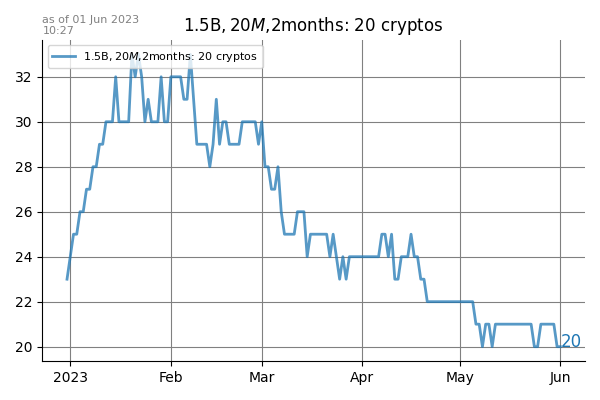 as of 01 Jun 2023
10:27
1.5B, 20M,2months: 20 cryptos
1.5B, 20M,2months: 20 cryptos
32
30
28
26
24
22
20
20
2023
Feb
Mar
Apr
May
Jun